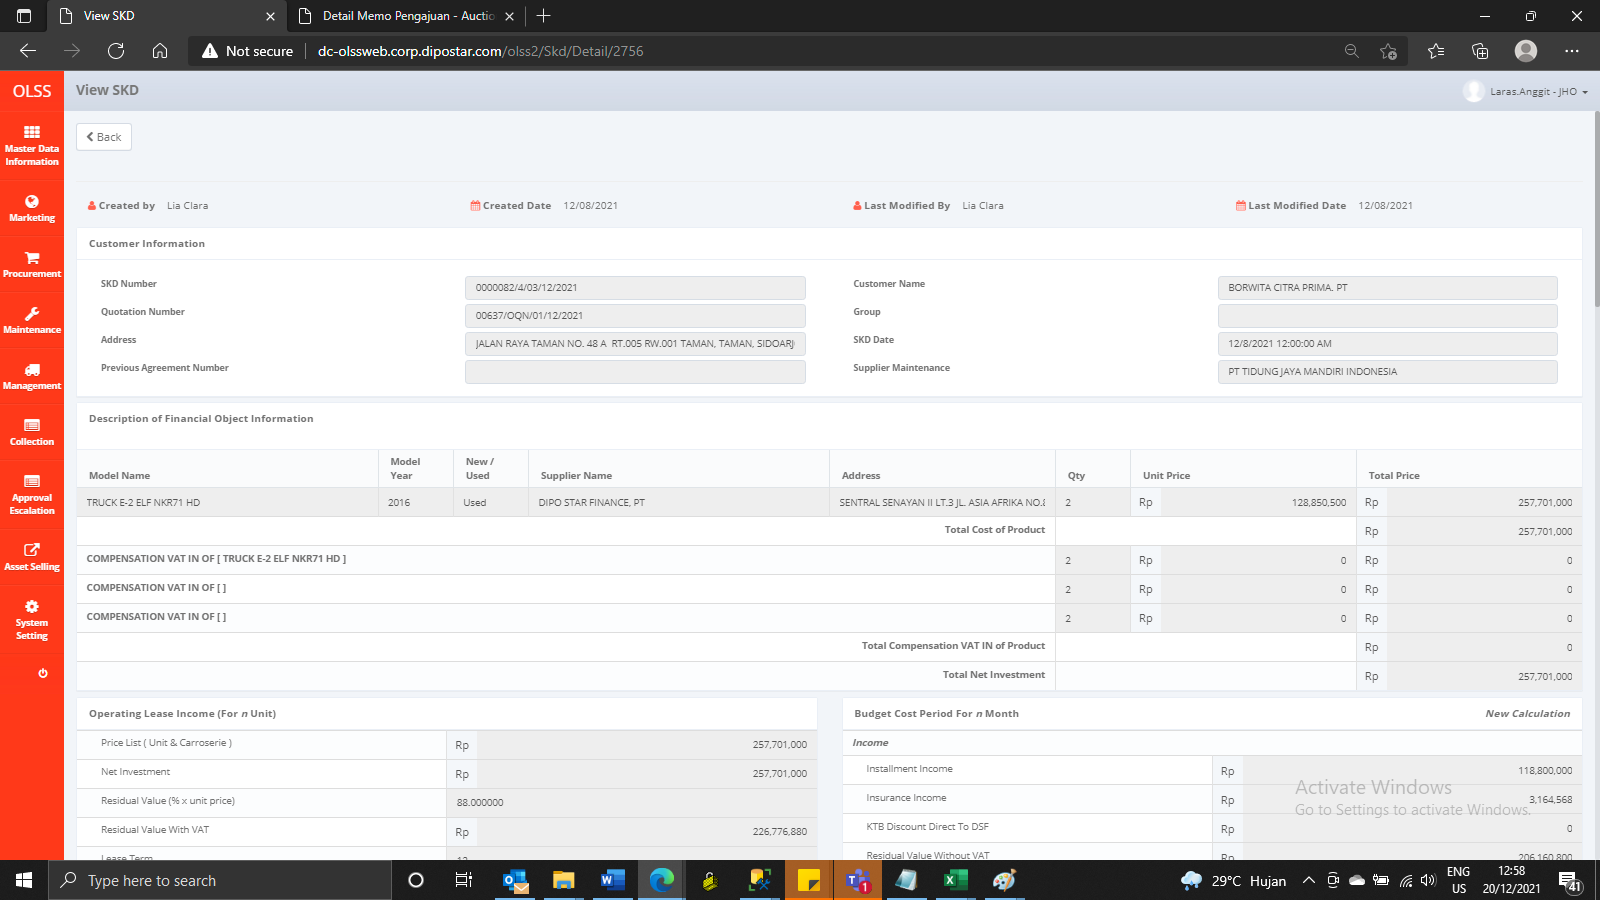 View SKD
Detail Memo Pengajuan - Auctio
Not secure
dc-olssweb.corp.dipostar.com/olss2/Skd/Detail/2756
OLSS
View SKD
Laras.Anggit - JHO
Master Data
Information
Marketing
Procurement
Maintenance
Management
Collection
Approval
Escalation
Asset Selling
System
Setting
Back
Created by Lia Clara
Created Date 12/08/2021
Last Modified By Lia Clara
Last Modified Date 12/08/2021
Customer Information
SKD Number 0000082/4/03/12/2021
Customer Name BORWITA CITRA PRIMA. PT
Quotation Number 00637/OQN/01/12/2021
Group
Address JALAN RAYA TAMAN NO. 48 A RT.005 RW.001 TAMAN, TAMAN, SIDOARJ
SKD Date 12/8/2021 12:00:00 AM
Previous Agreement Number
Supplier Maintenance PT TIDUNG JAYA MANDIRI INDONESIA
Description of Financial Object Information
Model Name Model Year New / Used Supplier Name Address Qty Unit Price Total Price
TRUCK E-2 ELF NKR71 HD 2016 Used DIPO STAR FINANCE, PT SENTRAL SENAYAN II LT.3 JL. ASIA AFRIKA NO.8 2 Rp 128,850,500 Rp 257,701,000
Total Cost of Product Rp 257,701,000
COMPENSATION VAT IN OF [ TRUCK E-2 ELF NKR71 HD ] 2 Rp 0 Rp 0
COMPENSATION VAT IN OF [ ] 2 Rp 0 Rp 0
COMPENSATION VAT IN OF [ ] 2 Rp 0 Rp 0
Total Compensation VAT IN of Product Rp 0
Total Net Investment Rp 257,701,000
Operating Lease Income (For n Unit)
Price List ( Unit & Carroserie ) Rp 257,701,000
Net Investment Rp 257,701,000
Residual Value (% x unit price) 88.000000
Residual Value With VAT Rp 226,776,880
Lease Term 12
Budget Cost Period For n Month New Calculation
Income
Installment Income Rp 118,800,000
Insurance Income Rp 3,164,568
KTB Discount Direct To DSF Rp 0
Residual Value Without VAT Rp 206,160,800
Activate Windows
Go to Settings to activate Windows.
Type here to search
1
29°C Hujan
ENG
US
12:58
20/12/2021
41